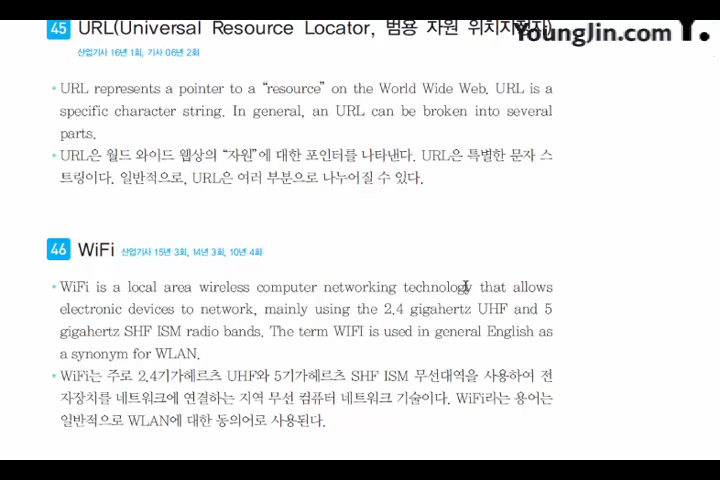 45 URL(Universal Resource Locator, 범용 자원 위치지정자)
YoungJin.com Y.
산업기사 16년 1회, 기사 06년 2회
• URL represents a pointer to a “resource” on the World Wide Web. URL is a
specific character string. In general, an URL can be broken into several
parts.
• URL은 월드 와이드 웹상의 “자원”에 대한 포인터를 나타낸다. URL은 특별한 문자 스
트링이다. 일반적으로, URL은 여러 부분으로 나누어질 수 있다.
46 WiFi 산업기사 15년 3회, 14년 3회, 10년 4회
• WiFi is a local area wireless computer networking technology that allows
electronic devices to network, mainly using the 2.4 gigahertz UHF and 5
gigahertz SHF ISM radio bands. The term WIFI is used in general English as
a synonym for WLAN.
• WiFi는 주로 2.4기가헤르츠 UHF와 5기가헤르츠 SHF ISM 무선대역을 사용하여 전
자장치를 네트워크에 연결하는 지역 무선 컴퓨터 네트워크 기술이다. WiFi라는 용어는
일반적으로 WLAN에 대한 동의어로 사용된다.